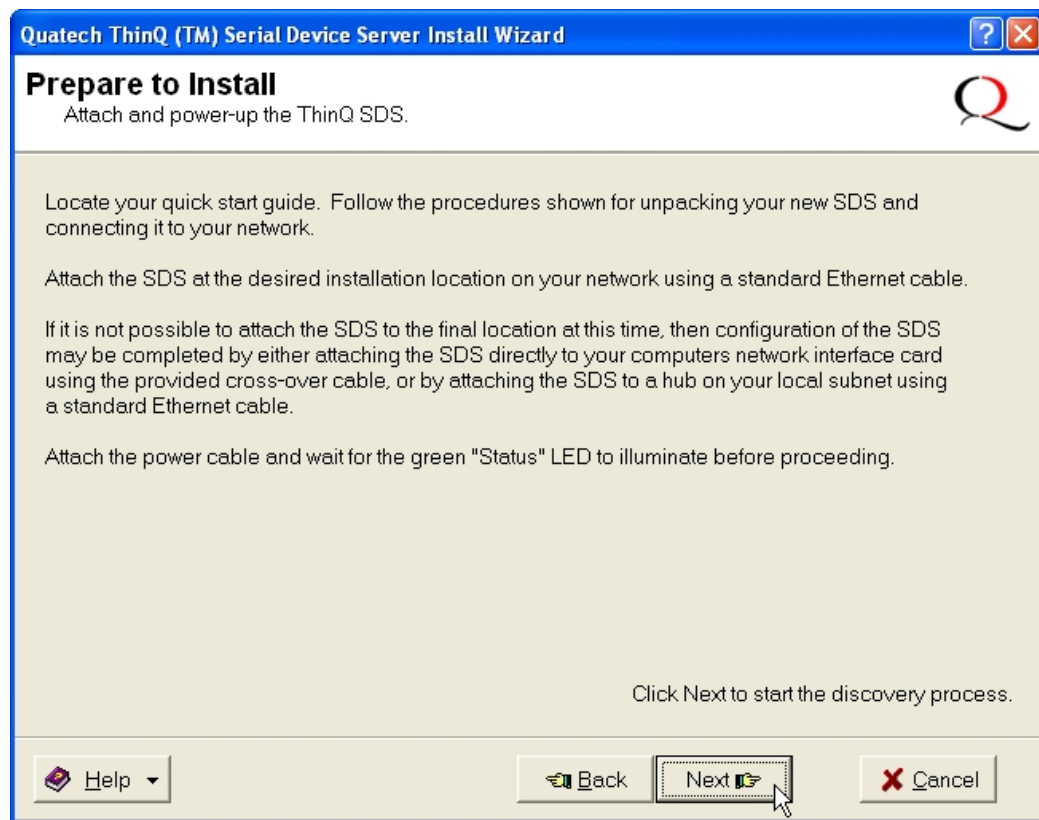 Quatech ThinQ (TM) Serial Device Server Install Wizard
Prepare to Install
Attach and power-up the ThinQ SDS.
Locate your quick start guide.  Follow the procedures shown for unpacking your new SDS and
connecting it to your network.
Attach the SDS at the desired installation location on your network using a standard Ethernet cable.
If it is not possible to attach the SDS to the final location at this time, then configuration of the SDS
may be completed by either attaching the SDS directly to your computers network interface card
using the provided cross-over cable, or by attaching the SDS to a hub on your local subnet using
a standard Ethernet cable.
Attach the power cable and wait for the green "Status" LED to illuminate before proceeding.
Click Next to start the discovery process.
Help
Back
Next
Cancel